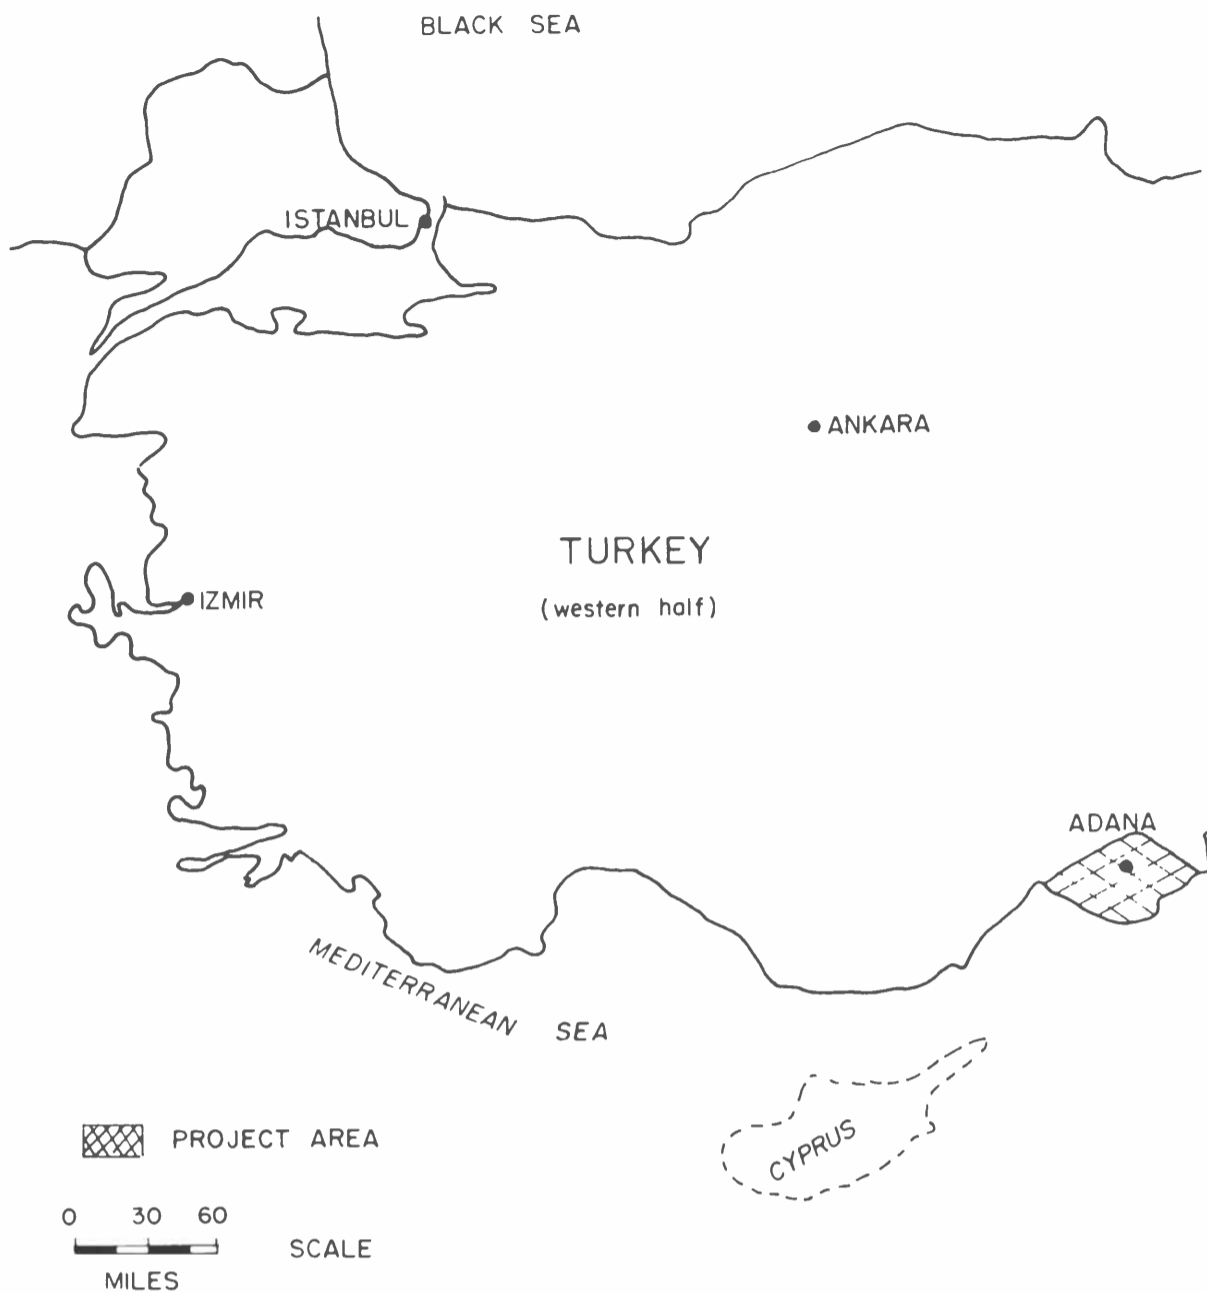 BLACK SEA
ISTANBUL
ANKARA
TURKEY
(western half)
IZMIR
ADANA
MEDITERRANEAN SEA
CYPRUS
PROJECT AREA
0 30 60
SCALE
MILES